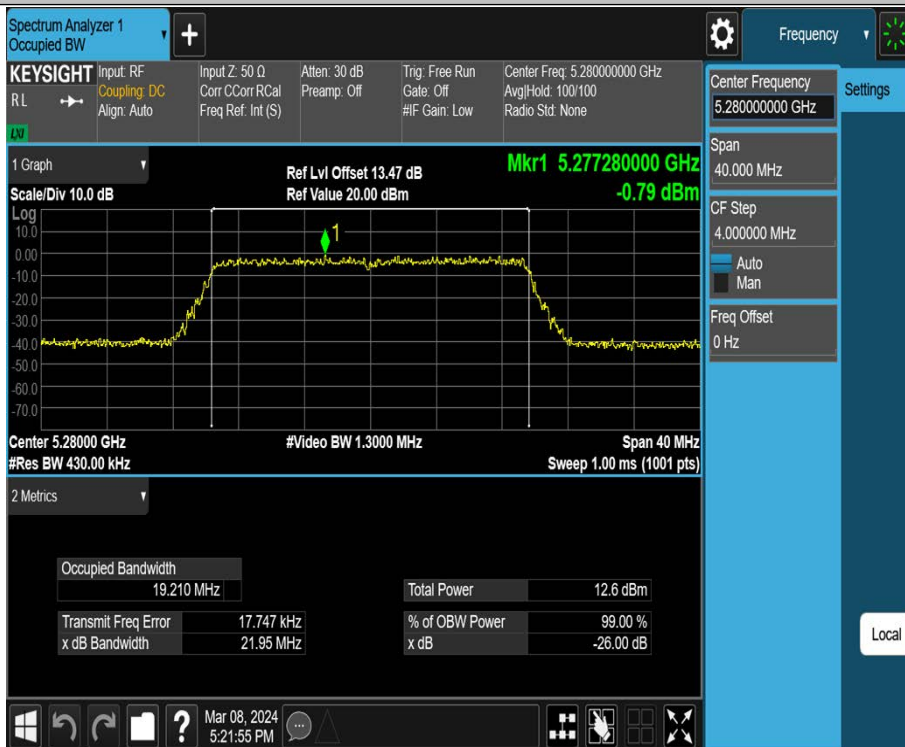 Spectrum Analyzer 1
Occupied BW
+
Frequency
KEYSIGHT
R L
LXI
Input: RF
Coupling: DC
Align: Auto
Input Z: 50 Ω
Corr CCorr RCal
Freq Ref: Int (S)
Atten: 30 dB
Preamp: Off
Trig: Free Run
Gate: Off
#IF Gain: Low
Center Freq: 5.280000000 GHz
Avg|Hold: 100/100
Radio Std: None
Center Frequency
5.280000000 GHz
Settings
Span
40.000 MHz
CF Step
4.000000 MHz
Auto
Man
Freq Offset
0 Hz
1 Graph
Scale/Div 10.0 dB
Ref Lvl Offset 13.47 dB
Ref Value 20.00 dBm
Mkr1 5.277280000 GHz
-0.79 dBm
Log
10.0
0.00
-10.0
-20.0
-30.0
-40.0
-50.0
-60.0
-70.0
1
Center 5.28000 GHz
#Video BW 1.3000 MHz
Span 40 MHz
#Res BW 430.00 kHz
Sweep 1.00 ms (1001 pts)
2 Metrics
Occupied Bandwidth
19.210 MHz
Total Power 12.6 dBm
Transmit Freq Error 17.747 kHz
% of OBW Power 99.00 %
x dB Bandwidth 21.95 MHz
x dB -26.00 dB
Local
?
Mar 08, 2024
5:21:55 PM